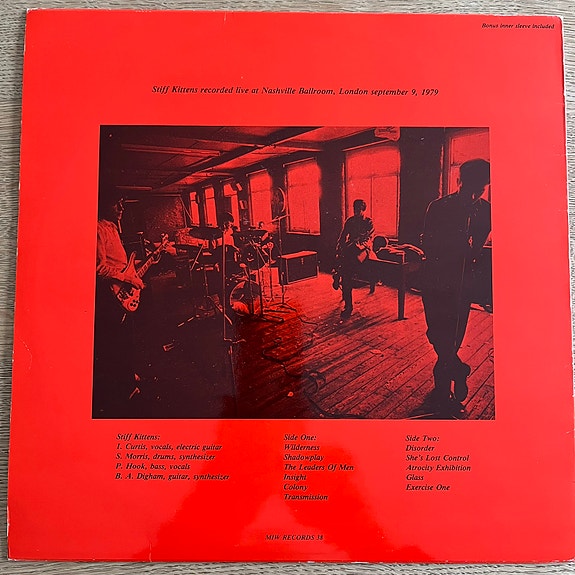 Bonus inner sleeve included
Stiff Kittens recorded live at Nashville Ballroom, London september 9, 1979
Stiff Kittens:
I. Curtis, vocals, electric guitar
S. Morris, drums, synthesizer
P. Hook, bass, vocals
B. A. Digham, guitar, synthesizer
Side One:
Wilderness
Shadowplay
The Leaders Of Men
Insight
Colony
Transmission
Side Two:
Disorder
She's Lost Control
Atrocity Exhibition
Glass
Exercise One
MIW RECORDS 38